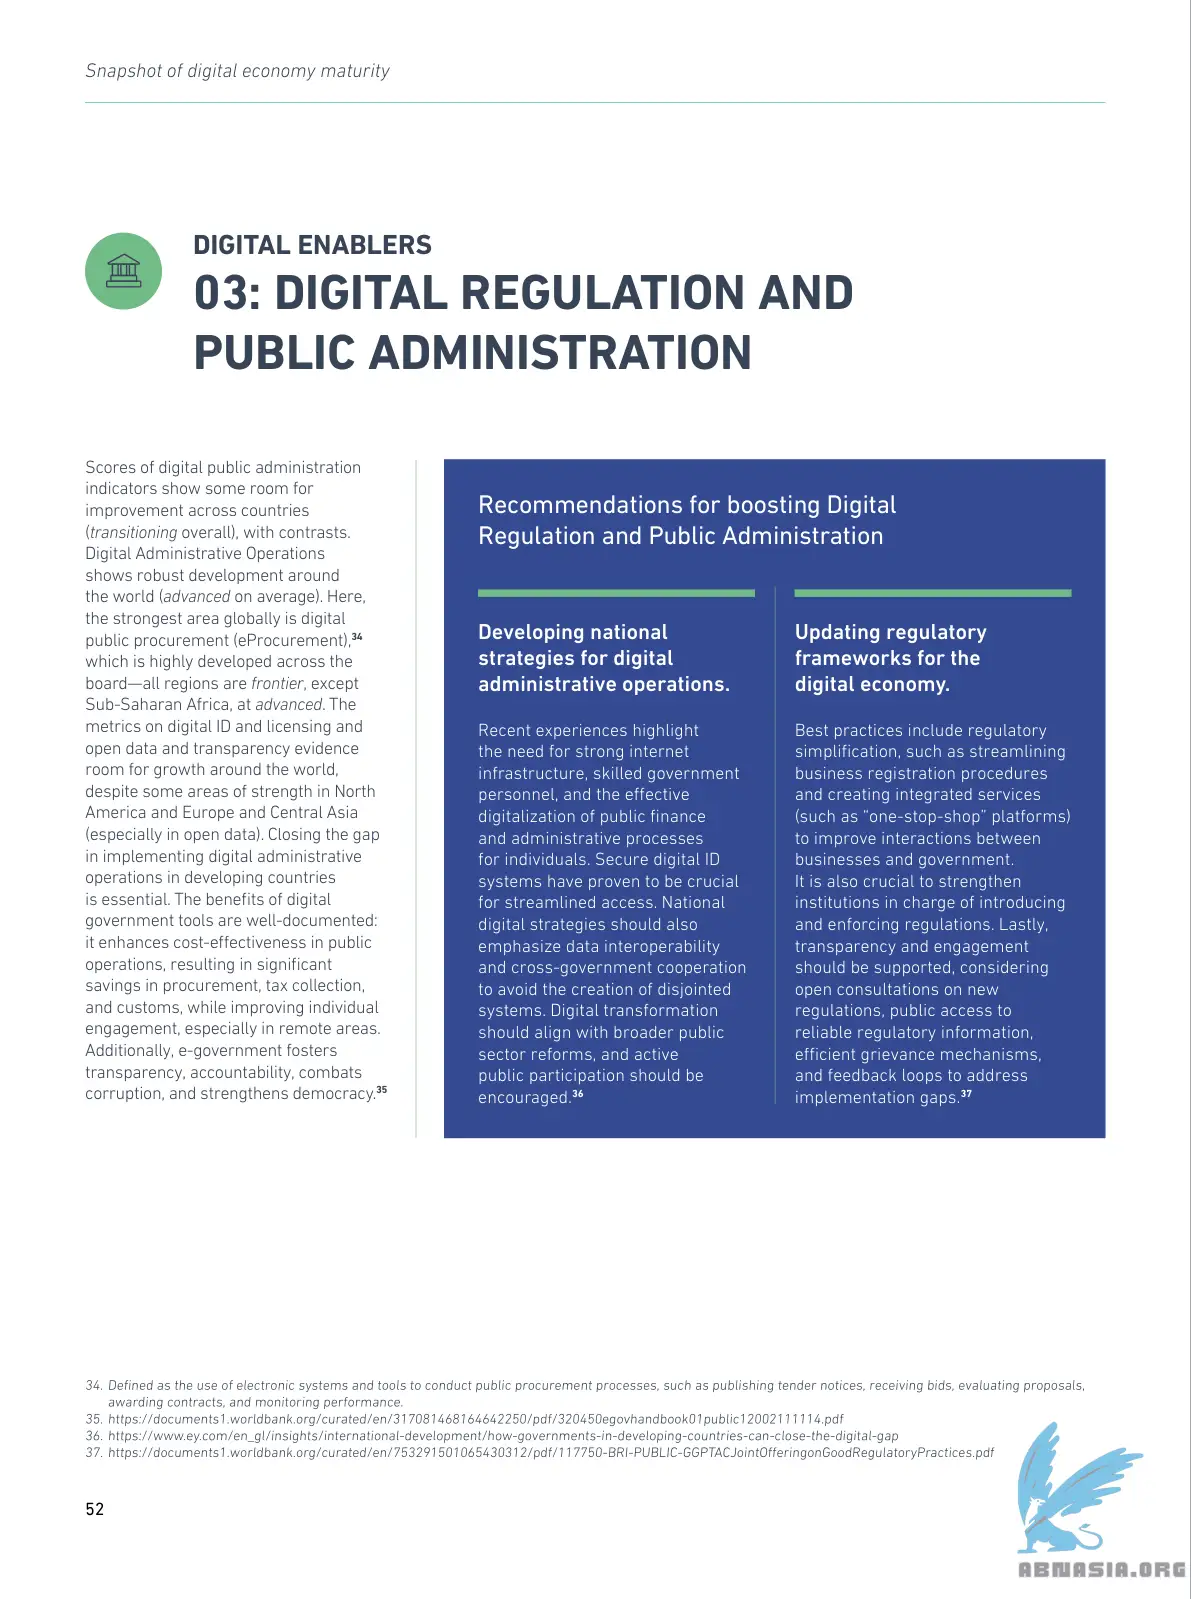 Snapshot of digital economy maturity
DIGITAL ENABLERS
03: DIGITAL REGULATION AND
PUBLIC ADMINISTRATION
Scores of digital public administration
indicators show some room for
improvement across countries
(transitioning overall), with contrasts.
Digital Administrative Operations
shows robust development around
the world (advanced on average). Here,
the strongest area globally is digital
public procurement (eProcurement),34
which is highly developed across the
board—all regions are frontier, except
Sub-Saharan Africa, at advanced. The
metrics on digital ID and licensing and
open data and transparency evidence
room for growth around the world,
despite some areas of strength in North
America and Europe and Central Asia
(especially in open data). Closing the gap
in implementing digital administrative
operations in developing countries
is essential. The benefits of digital
government tools are well-documented:
it enhances cost-effectiveness in public
operations, resulting in significant
savings in procurement, tax collection,
and customs, while improving individual
engagement, especially in remote areas.
Additionally, e-government fosters
transparency, accountability, combats
corruption, and strengthens democracy.35
Recommendations for boosting Digital
Regulation and Public Administration
Developing national
strategies for digital
administrative operations.
Recent experiences highlight
the need for strong internet
infrastructure, skilled government
personnel, and the effective
digitalization of public finance
and administrative processes
for individuals. Secure digital ID
systems have proven to be crucial
for streamlined access. National
digital strategies should also
emphasize data interoperability
and cross-government cooperation
to avoid the creation of disjointed
systems. Digital transformation
should align with broader public
sector reforms, and active
public participation should be
encouraged.36
Updating regulatory
frameworks for the
digital economy.
Best practices include regulatory
simplification, such as streamlining
business registration procedures
and creating integrated services
(such as “one-stop-shop” platforms)
to improve interactions between
businesses and government.
It is also crucial to strengthen
institutions in charge of introducing
and enforcing regulations. Lastly,
transparency and engagement
should be supported, considering
open consultations on new
regulations, public access to
reliable regulatory information,
efficient grievance mechanisms,
and feedback loops to address
implementation gaps.37
34. Defined as the use of electronic systems and tools to conduct public procurement processes, such as publishing tender notices, receiving bids, evaluating proposals,
awarding contracts, and monitoring performance.
35. https://documents1.worldbank.org/curated/en/317081468164642250/pdf/320450egovhandbook01public12002111114.pdf
36. https://www.ey.com/en_gl/insights/international-development/how-governments-in-developing-countries-can-close-the-digital-gap
37. https://documents1.worldbank.org/curated/en/753291501065430312/pdf/117750-BRI-PUBLIC-GGPTACJointOfferingonGoodRegulatoryPractices.pdf
52
ABNASIA.ORG